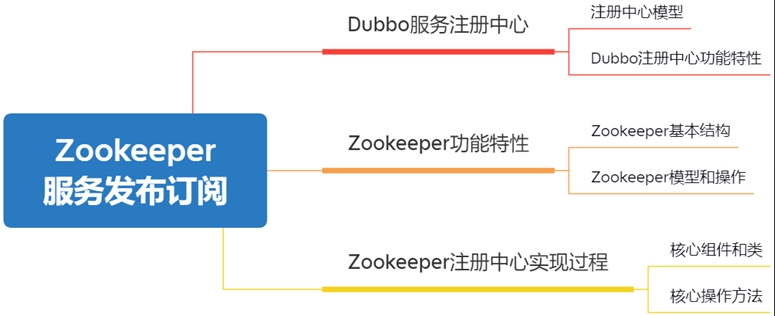 Zookeeper
服务发布订阅
Dubbo服务注册中心
注册中心模型
Dubbo注册中心功能特性
Zookeeper功能特性
Zookeeper基本结构
Zookeeper模型和操作
Zookeeper注册中心实现过程
核心组件和类
核心操作方法